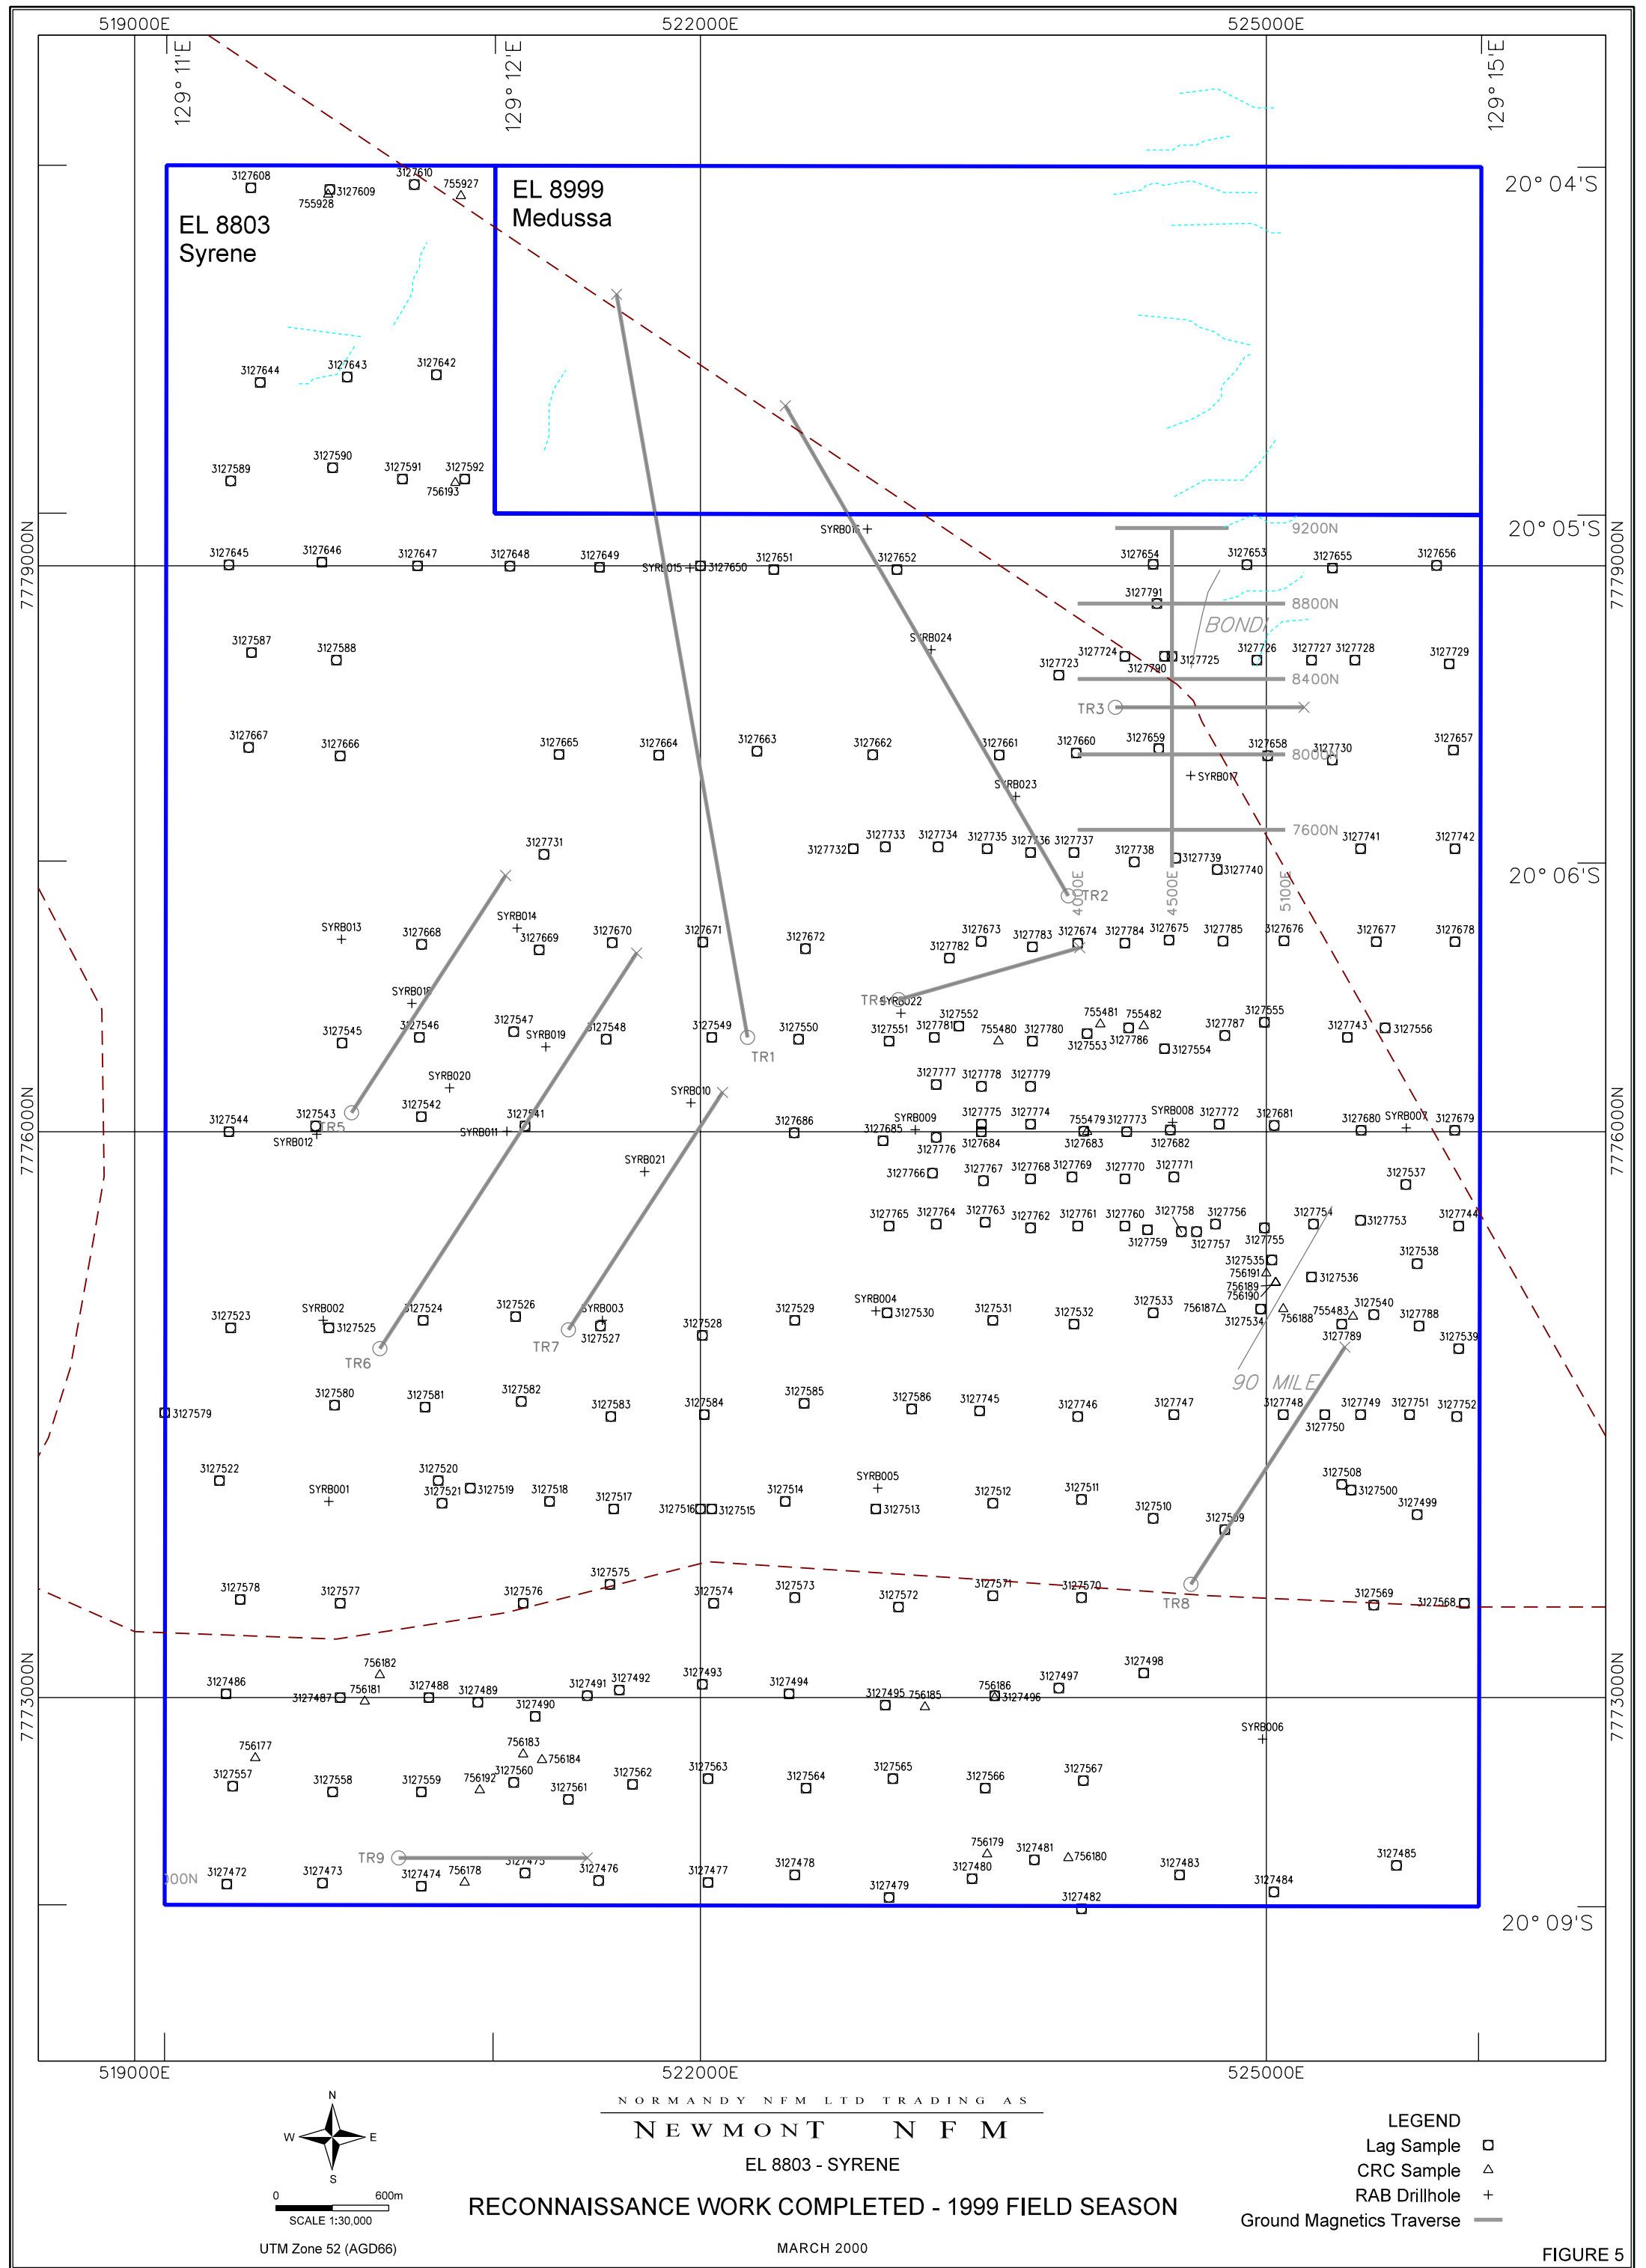 519000E 522000E 525000E
129° 11'E 129° 12'E 129° 15'E
3127608 3127609 755928 3127610 755927
EL 8999
Medussa
20° 04'S
EL 8803
Syrene
3127644 3127643 3127642
3127589 3127590 3127591 3127592 756193
20° 05'S
9200N
7779000N
3127645 3127646 3127647 3127648 3127649 3127650 3127651 3127652 3127654 3127653 3127655 3127656
7779000N
3127791 8800N
BONDI
3127587 3127588 SYRB024 3127723 3127724 3127790 3127725 3127726 3127727 3127728 3127729
8400N
TR3
3127667 3127666 3127665 3127664 3127663 3127662 3127661 3127660 3127659 3127658 3127730 3127657
SYRB023 SYRB017
7600N
3127731 3127732 3127733 3127734 3127735 3127737 3127738 3127739 3127740 3127741 3127742
20° 06'S
TR2 4000E 4500E 5100E
SYRB013 3127668 SYRB014 3127669 3127670 3127671 3127672 3127782 3127673 3127783 3127674 3127784 3127675 3127785 3127676 3127677 3127678
TR4
3127545 3127546 3127547 SYRB019 3127548 3127549 TR1 3127550 3127551 3127781 3127552 755480 3127780 755481 3127553 755482 3127786 3127554 3127787 3127555 3127743 3127556
SYRB020 SYRB010 3127777 3127778 3127779
7776000N
3127544 3127543 SYRB012 TR5 3127542 SYRB011 3127541 3127686 3127685 SYRB009 3127776 3127775 3127684 3127774 755479 3127683 3127773 SYRB008 3127682 3127772 3127681 3127680 SYRB007 3127679
7776000N
SYRB021 3127766 3127767 3127768 3127769 3127770 3127771 3127537
3127765 3127764 3127763 3127762 3127761 3127760 3127759 3127758 3127757 3127756 3127755 3127754 3127753 3127744
3127535 756191 756189 756190 3127536 3127538
3127523 SYRB002 3127525 3127524 3127526 SYRB003 3127527 3127528 3127529 SYRB004 3127530 3127531 3127532 3127533 756187 3127534 756188 755483 3127789 3127540 3127788 3127539
TR6 TR7
90 MILE
3127579 3127580 3127581 3127582 3127583 3127584 3127585 3127586 3127745 3127746 3127747 3127748 3127750 3127749 3127751 3127752
3127522 SYRB001 3127520 3127521 3127519 3127518 3127517 3127516 3127515 3127514 SYRB005 3127513 3127512 3127511 3127510 3127509 3127508 3127500 3127499
3127578 3127577 3127576 3127575 3127574 3127573 3127572 3127571 3127570 TR8 3127569 3127568
7773000N
3127486 756182 3127487 756181 3127488 3127489 3127490 3127491 3127492 3127493 3127494 3127495 756185 756186 3127496 3127497 3127498
7773000N
SYRB006
756177 756183 756184
3127557 3127558 3127559 756192 3127560 3127561 3127562 3127563 3127564 3127565 3127566 3127567
TR9
3127472 3127473 3127474 756178 3127475 3127476 3127477 3127478 3127479 3127480 756179 3127481 756180 3127482 3127483 3127484 3127485
20° 09'S
519000E 522000E 525000E
N
W E
S
0 600m
SCALE 1:30,000
UTM Zone 52 (AGD66)
NORMANDY NFM LTD TRADING AS
NEWMONT NFM
EL 8803 - SYRENE
RECONNAISSANCE WORK COMPLETED - 1999 FIELD SEASON
MARCH 2000
LEGEND
Lag Sample
CRC Sample
RAB Drillhole
Ground Magnetics Traverse
FIGURE 5